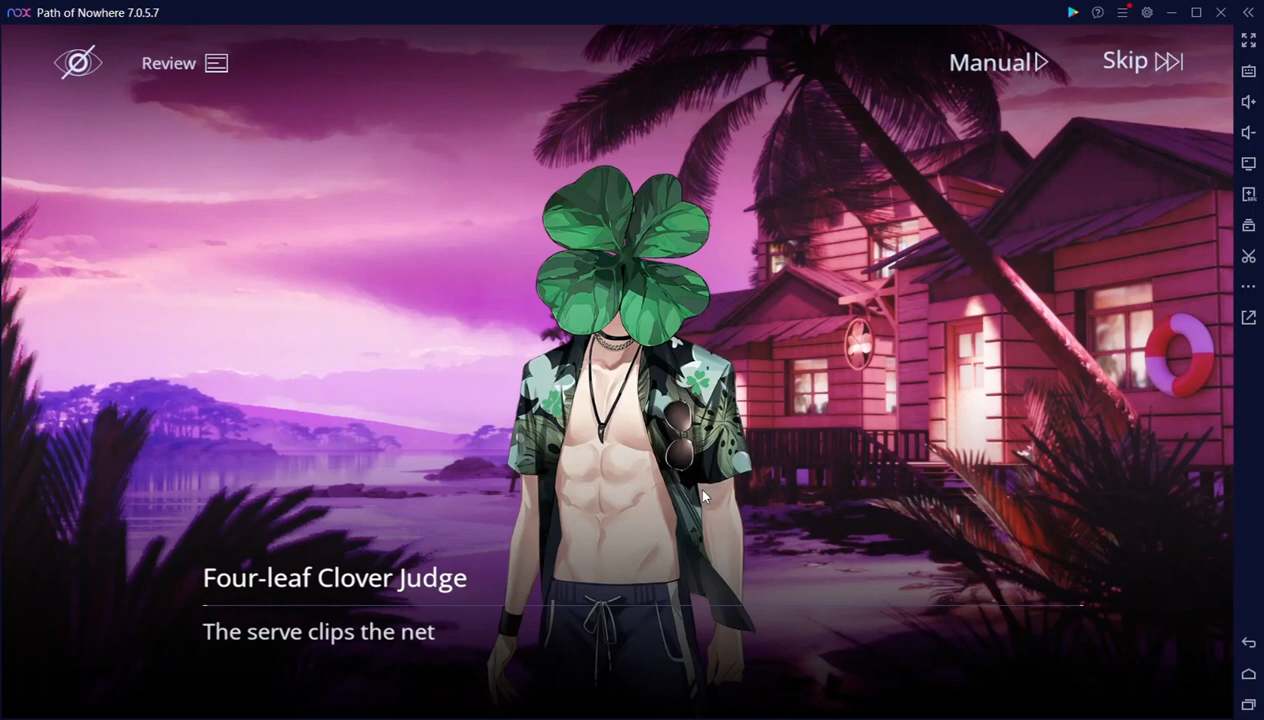 nox Path of Nowhere 7.0.5.7
Review
Manual
Skip
Four-leaf Clover Judge
The serve clips the net